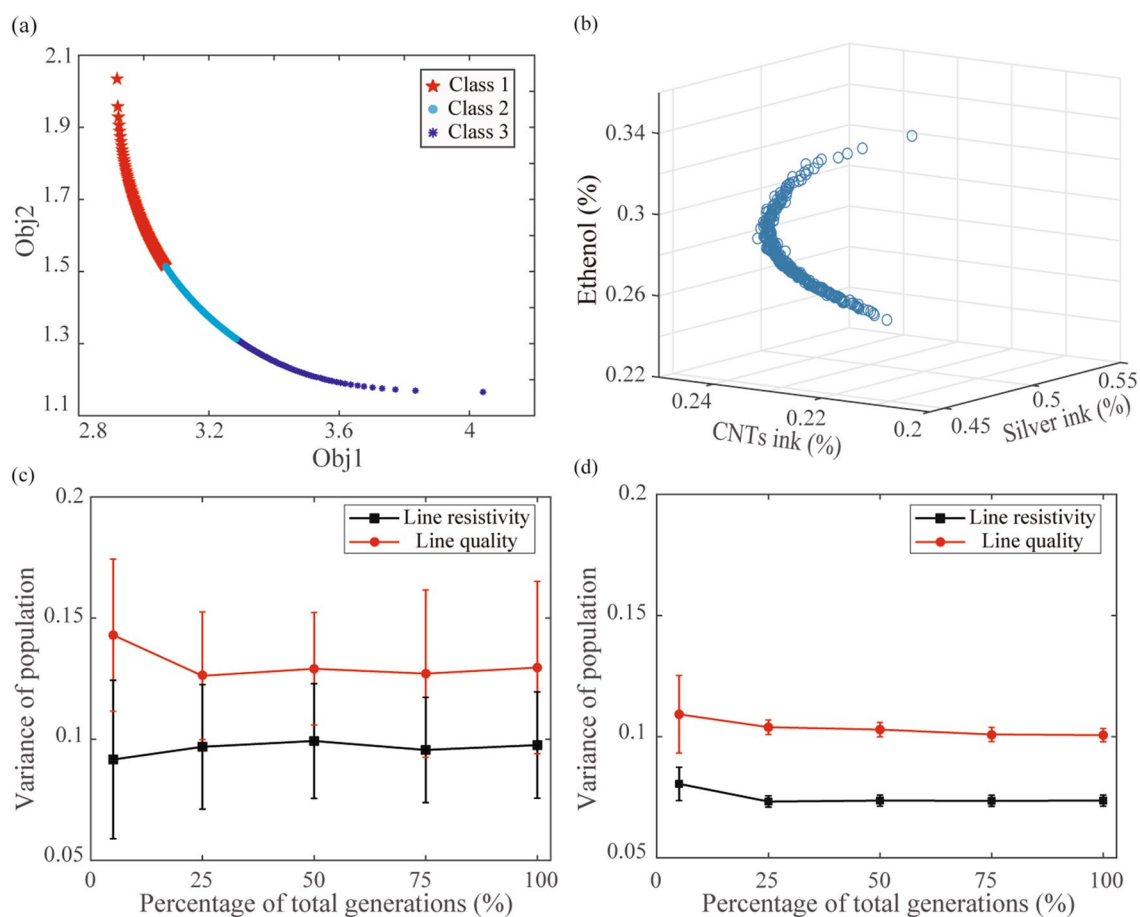 (a)
2.1
1.9
1.7
1.5
1.3
1.1
Obj2
2.8
3.2
3.6
4
Obj1
Class 1
Class 2
Class 3
(b)
0.34
0.3
0.26
0.22
Ethenol (%)
0.24
0.22
0.2
CNTs ink (%)
0.45
0.5
0.55
Silver ink (%)
(c)
0.2
0.15
0.1
0.05
Variance of population
0
25
50
75
100
Percentage of total generations (%)
Line resistivity
Line quality
(d)
0.2
0.15
0.1
0.05
Variance of population
0
25
50
75
100
Percentage of total generations (%)
Line resistivity
Line quality